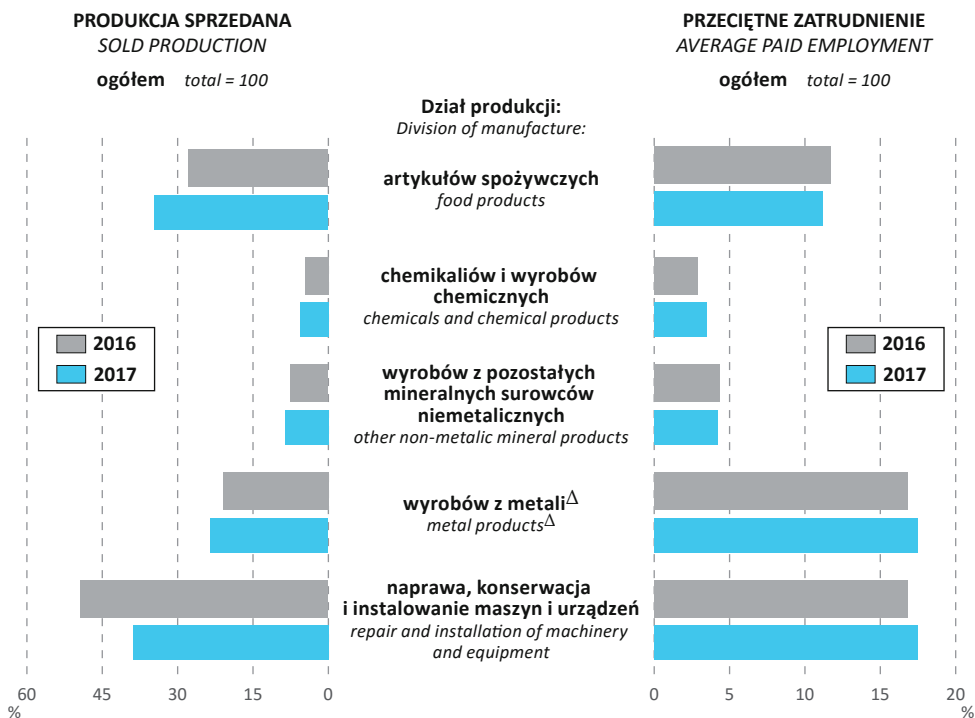 PRODUKCJA SPRZEDANA
SOLD PRODUCTION
ogółem total = 100
PRZECIĘTNE ZATRUDNIENIE
AVERAGE PAID EMPLOYMENT
ogółem total = 100
Dział produkcji:
Division of manufacture:
artykułów spożywczych
food products
chemikaliów i wyrobów
chemicznych
chemicals and chemical products
2016
2017
2016
2017
wyrobów z pozostałych
mineralnych surowców
niemetalicznych
other non-metalic mineral products
wyrobów z metali Δ
metal products Δ
naprawa, konserwacja
i instalowanie maszyn i urządzeń
repair and installation of machinery
and equipment
60 45 30 15 0
%
0 5 10 15 20
%